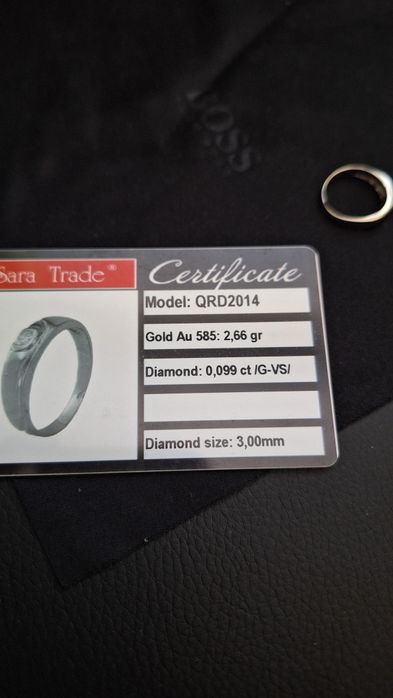 Sara Trade®
Certificate
Model: QRD2014
Gold Au 585: 2,66 gr
Diamond: 0,099 ct /G-VS/
Diamond size: 3,00mm